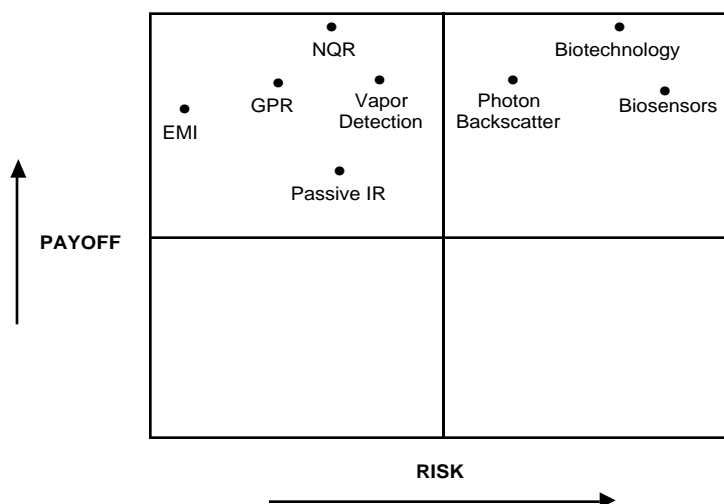 NQR
Biotechnology
GPR
Vapor
Detection
Photon
Backscatter
Biosensors
EMI
Passive IR
PAYOFF
RISK